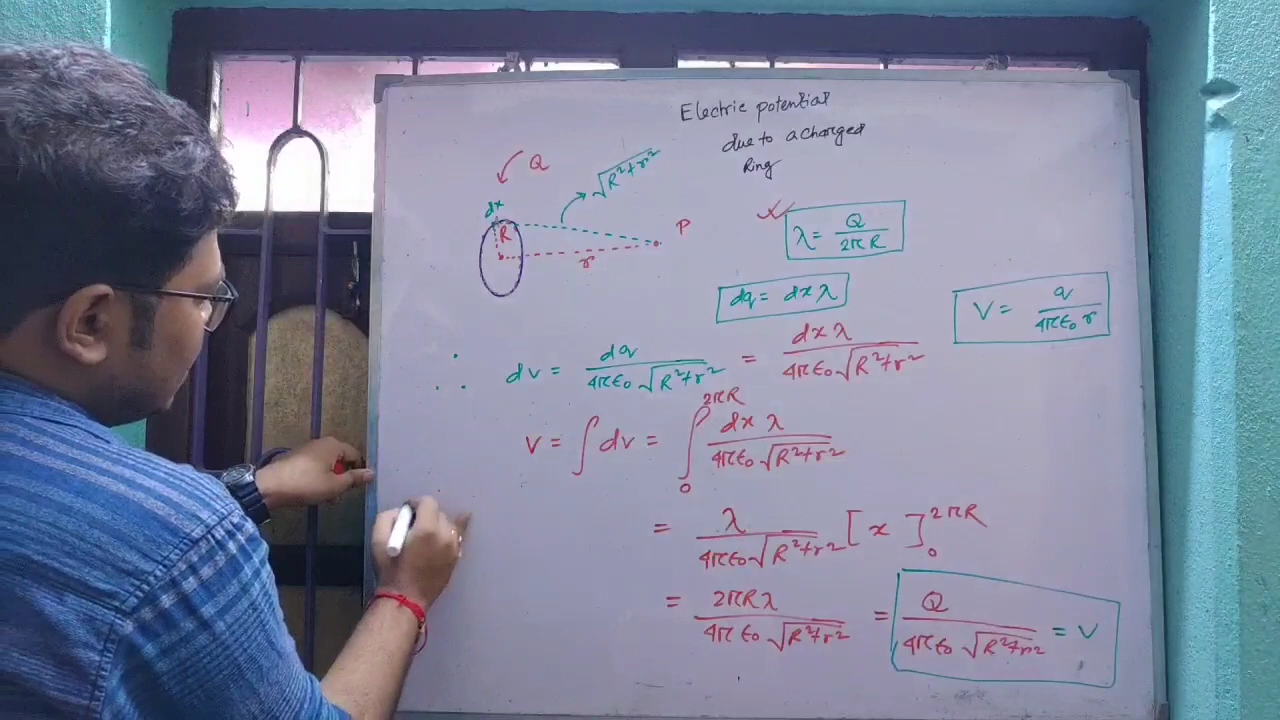 Electric potential
due to a charged
Ring
Q
√R²+r²
dx
R
P
r
λ = Q / 2πR
dq = dx λ
V = q / 4πϵ₀ r
∴ dv = dq / 4πϵ₀ √R²+r² = dx λ / 4πϵ₀ √R²+r²
V = ∫ dv = ∫₀^2πR dx λ / 4πϵ₀ √R²+r²
= λ / 4πϵ₀ √R²+r² [ x ]₀^2πR
= 2πRλ / 4πϵ₀ √R²+r² = Q / 4πϵ₀ √R²+r² = V